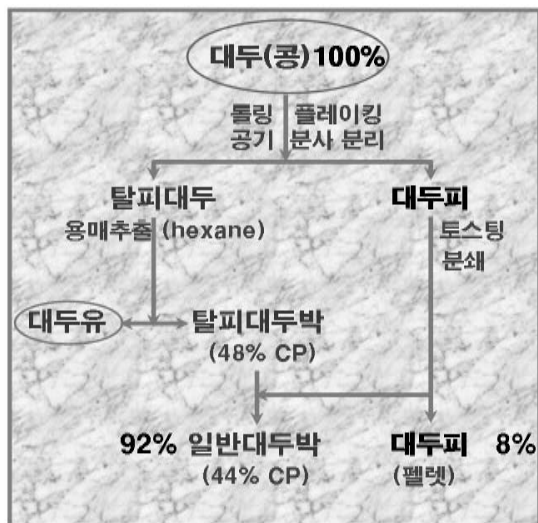 대두(콩)100%
롤링 플레이킹
공기 분사 분리
탈피대두 대두피
용매추출 (hexane) 토스팅
분쇄
대두유 탈피대두박
(48% CP)
92% 일반대두박 대두피 8%
(44% CP) (펠렛)